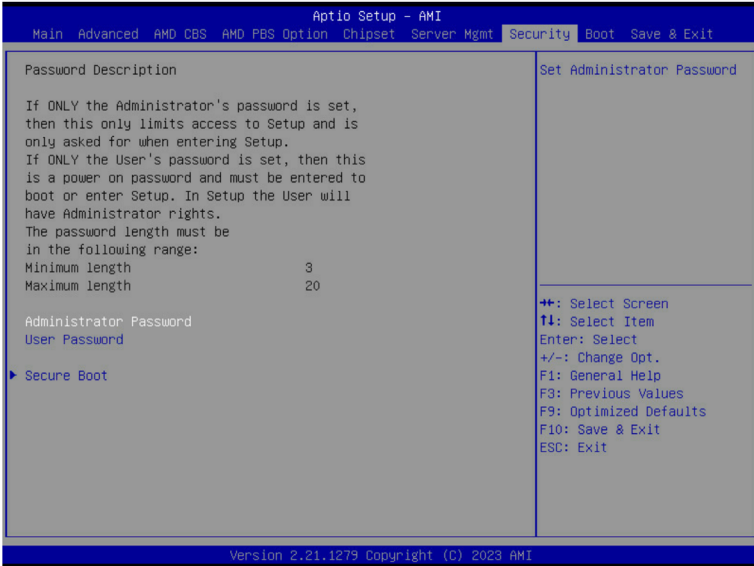 Aptio Setup - AMI
Main Advanced AMD CBS AMD PBS Option Chipset Server Mgmt Security Boot Save & Exit
Password Description
If ONLY the Administrator's password is set,
then this only limits access to Setup and is
only asked for when entering Setup.
If ONLY the User's password is set, then this
is a power on password and must be entered to
boot or enter Setup. In Setup the User will
have Administrator rights.
The password length must be
in the following range:
Minimum length 3
Maximum length 20
Administrator Password
User Password
Secure Boot
Set Administrator Password
→←: Select Screen
↑↓: Select Item
Enter: Select
+/-: Change Opt.
F1: General Help
F3: Previous Values
F9: Optimized Defaults
F10: Save & Exit
ESC: Exit
Version 2.21.1279 Copyright (C) 2023 AMI